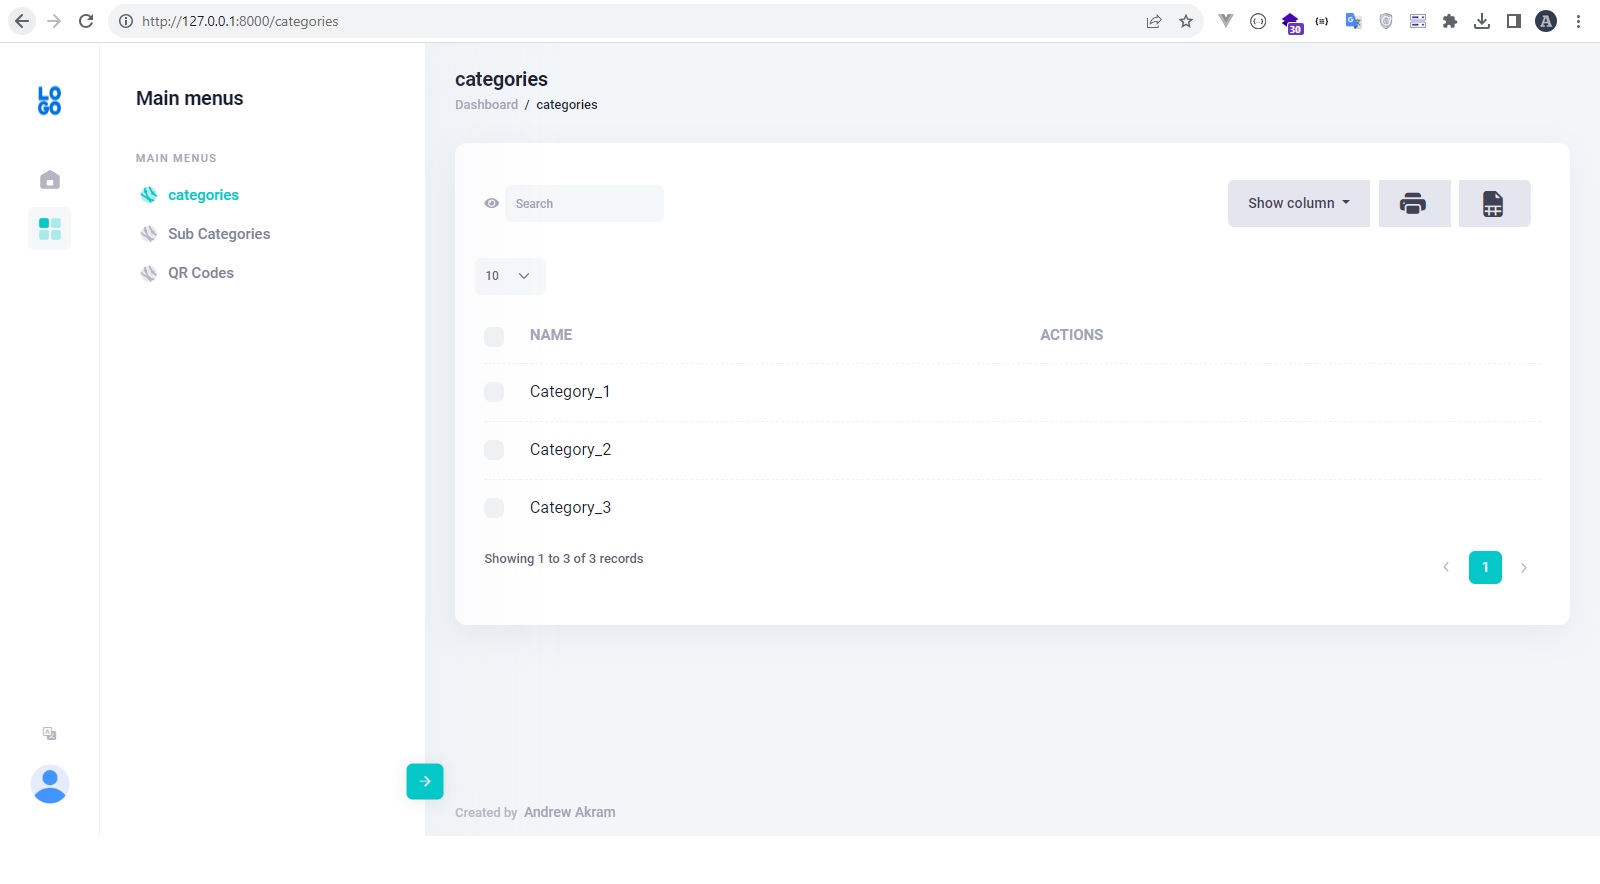 http://127.0.0.1:8000/categories
30
A
LO
GO
Main menus
MAIN MENUS
categories
Sub Categories
QR Codes
categories
Dashboard / categories
Search
Show column
10
NAME ACTIONS
Category_1
Category_2
Category_3
Showing 1 to 3 of 3 records
1
Created by Andrew Akram